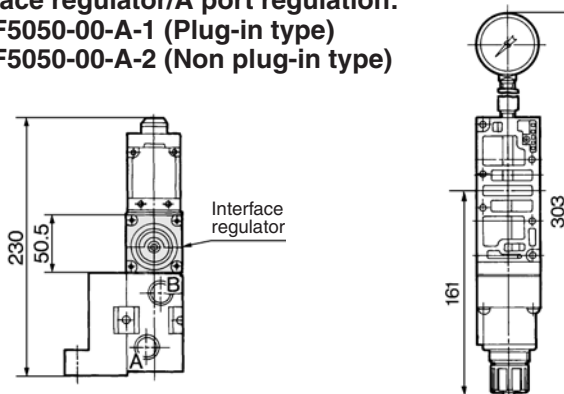 ace regulator/A port regulation:
F5050-00-A-1 (Plug-in type)
F5050-00-A-2 (Non plug-in type)
Interface
regulator
230
50.5
B
A
161
303